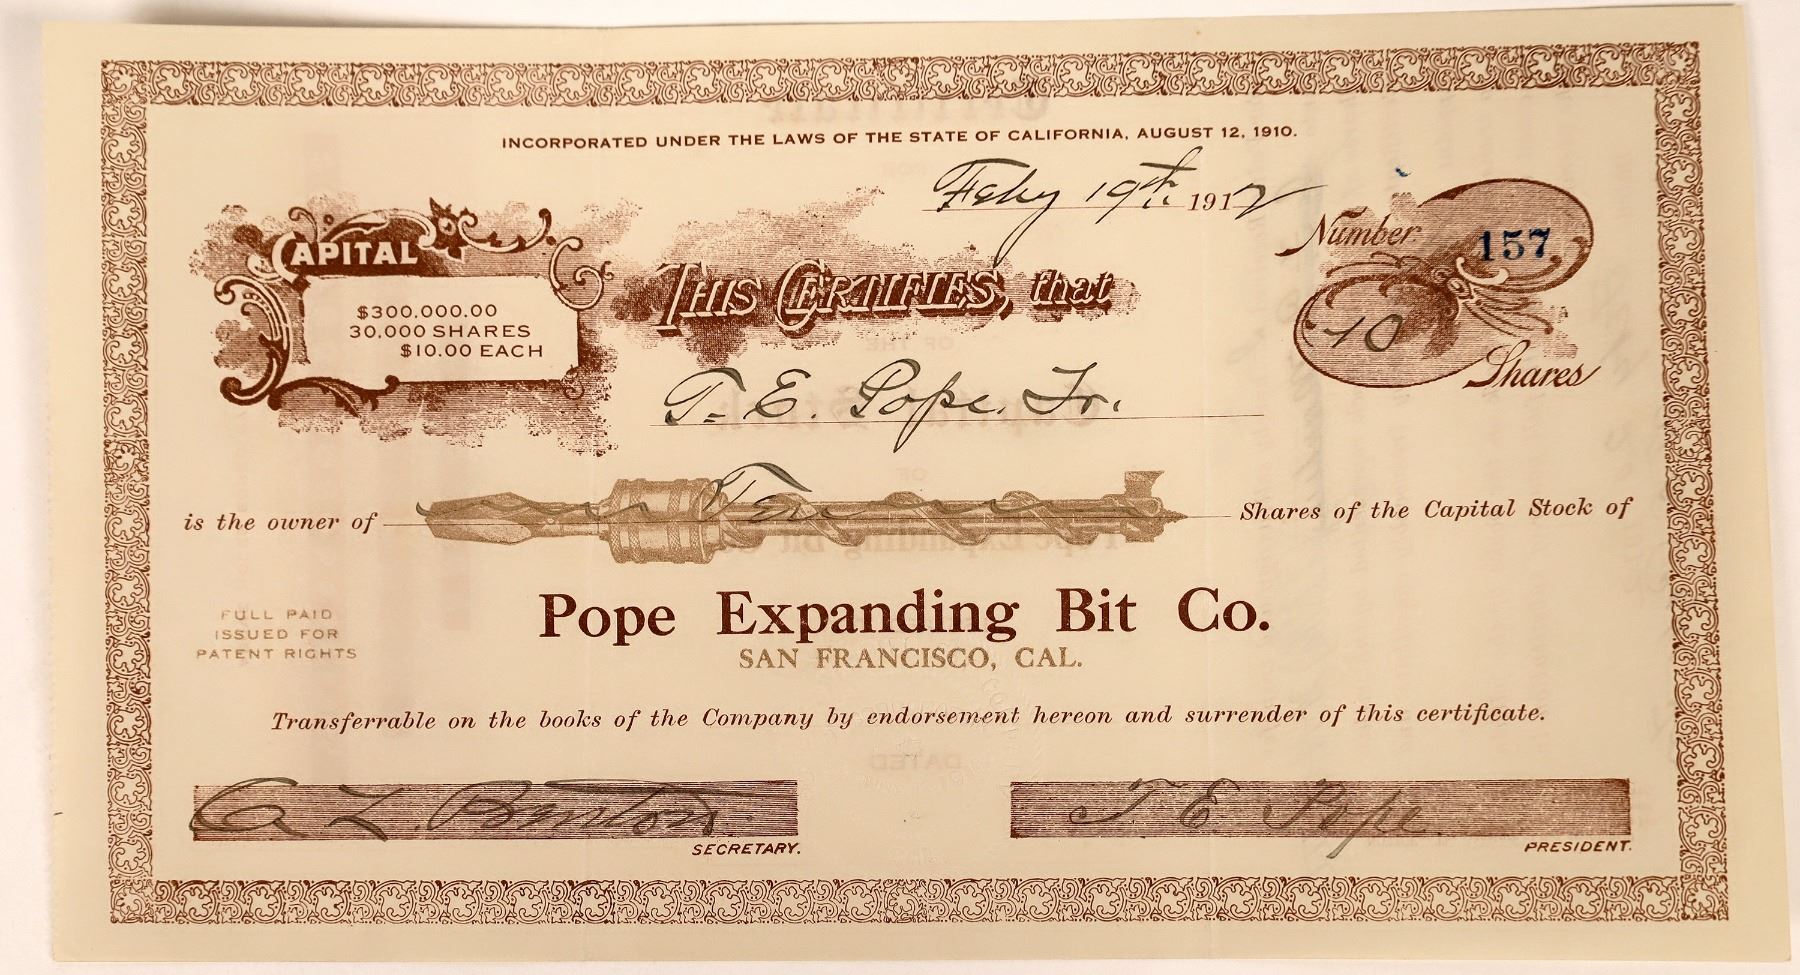 INCORPORATED UNDER THE LAWS OF THE STATE OF CALIFORNIA, AUGUST 12, 1910.
Feby 19th. 1912
CAPITAL
$300,000.00
30,000 SHARES
$10.00 EACH
THIS CERTIFIES, that
Number 157
10 Shares
T. E. Pope Jr.
is the owner of Ten Shares of the Capital Stock of
Pope Expanding Bit Co.
SAN FRANCISCO, CAL.
FULL PAID
ISSUED FOR
PATENT RIGHTS
Transferrable on the books of the Company by endorsement hereon and surrender of this certificate.
A L Benton
SECRETARY.
T E Pope
PRESIDENT.